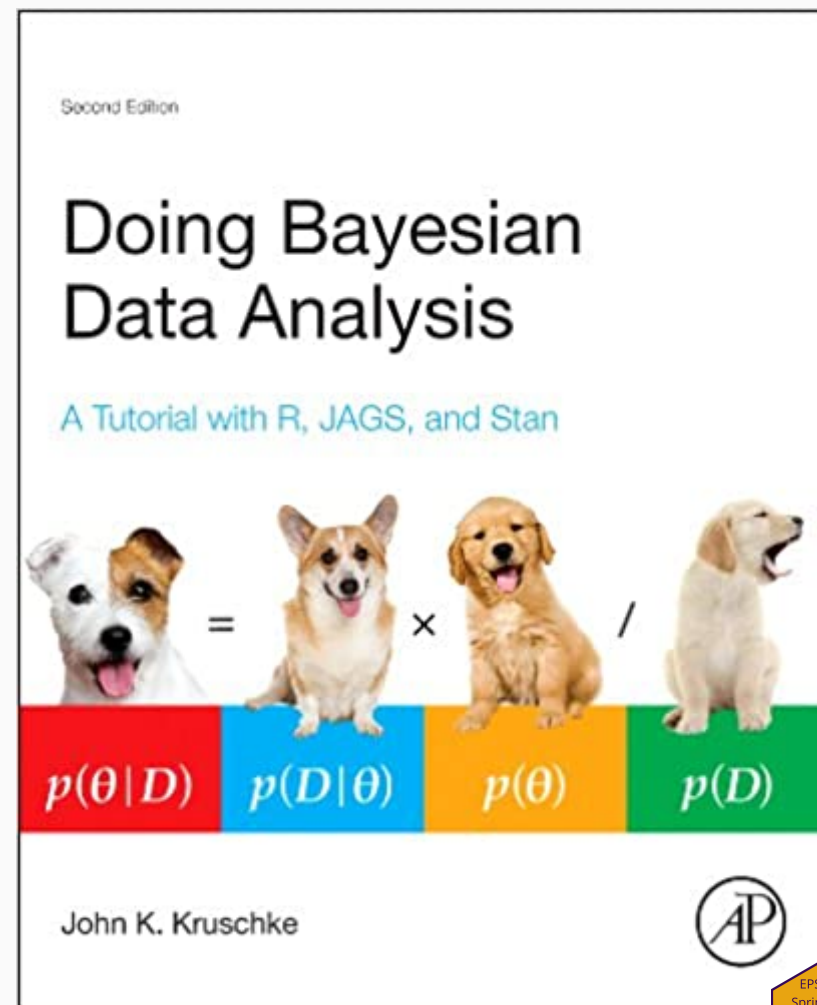 Second Edition
Doing Bayesian
Data Analysis
A Tutorial with R, JAGS, and Stan
= × /
p(θ|D) p(D|θ) p(θ) p(D)
John K. Kruschke
AP